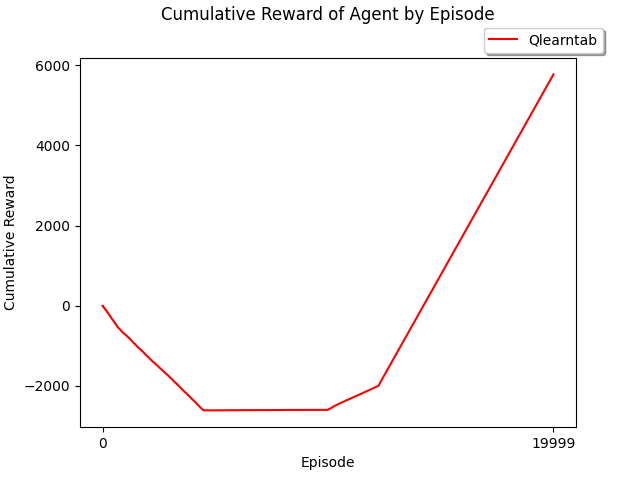 Cumulative Reward of Agent by Episode
Qlearntab
6000
4000
2000
0
−2000
Cumulative Reward
0
19999
Episode